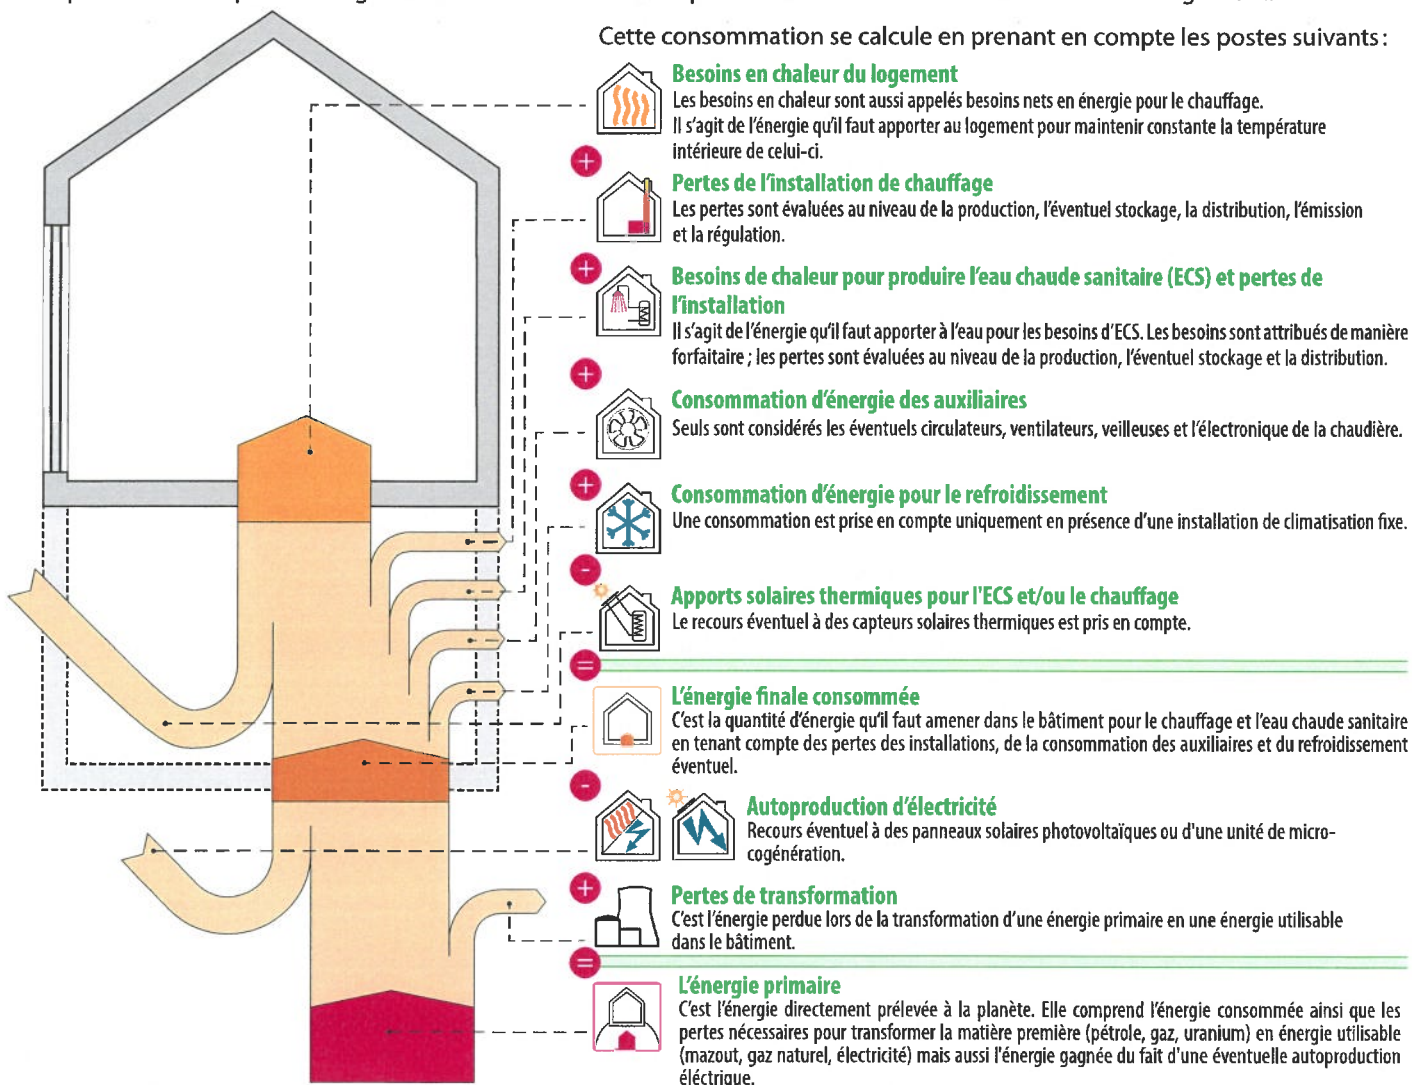 Cette consommation se calcule en prenant en compte les postes suivants :
Besoins en chaleur du logement
Les besoins en chaleur sont aussi appelés besoins nets en énergie pour le chauffage.
Il s'agit de l'énergie qu'il faut apporter au logement pour maintenir constante la température
intérieure de celui-ci.
+
Pertes de l'installation de chauffage
Les pertes sont évaluées au niveau de la production, l'éventuel stockage, la distribution, l'émission
et la régulation.
+
Besoins de chaleur pour produire l'eau chaude sanitaire (ECS) et pertes de
l'installation
Il s'agit de l'énergie qu'il faut apporter à l'eau pour les besoins d'ECS. Les besoins sont attribués de manière
forfaitaire ; les pertes sont évaluées au niveau de la production, l'éventuel stockage et la distribution.
+
Consommation d'énergie des auxiliaires
Seuls sont considérés les éventuels circulateurs, ventilateurs, veilleuses et l'électronique de la chaudière.
+
Consommation d'énergie pour le refroidissement
Une consommation est prise en compte uniquement en présence d'une installation de climatisation fixe.
-
Apports solaires thermiques pour l'ECS et/ou le chauffage
Le recours éventuel à des capteurs solaires thermiques est pris en compte.
=
L'énergie finale consommée
C'est la quantité d'énergie qu'il faut amener dans le bâtiment pour le chauffage et l'eau chaude sanitaire
en tenant compte des pertes des installations, de la consommation des auxiliaires et du refroidissement
éventuel.
-
Autoproduction d'électricité
Recours éventuel à des panneaux solaires photovoltaïques ou d'une unité de micro-
cogénération.
+
Pertes de transformation
C'est l'énergie perdue lors de la transformation d'une énergie primaire en une énergie utilisable
dans le bâtiment.
=
L'énergie primaire
C'est l'énergie directement prélevée à la planète. Elle comprend l'énergie consommée ainsi que les
pertes nécessaires pour transformer la matière première (pétrole, gaz, uranium) en énergie utilisable
(mazout, gaz naturel, électricité) mais aussi l'énergie gagnée du fait d'une éventuelle autoproduction
éléctrique.